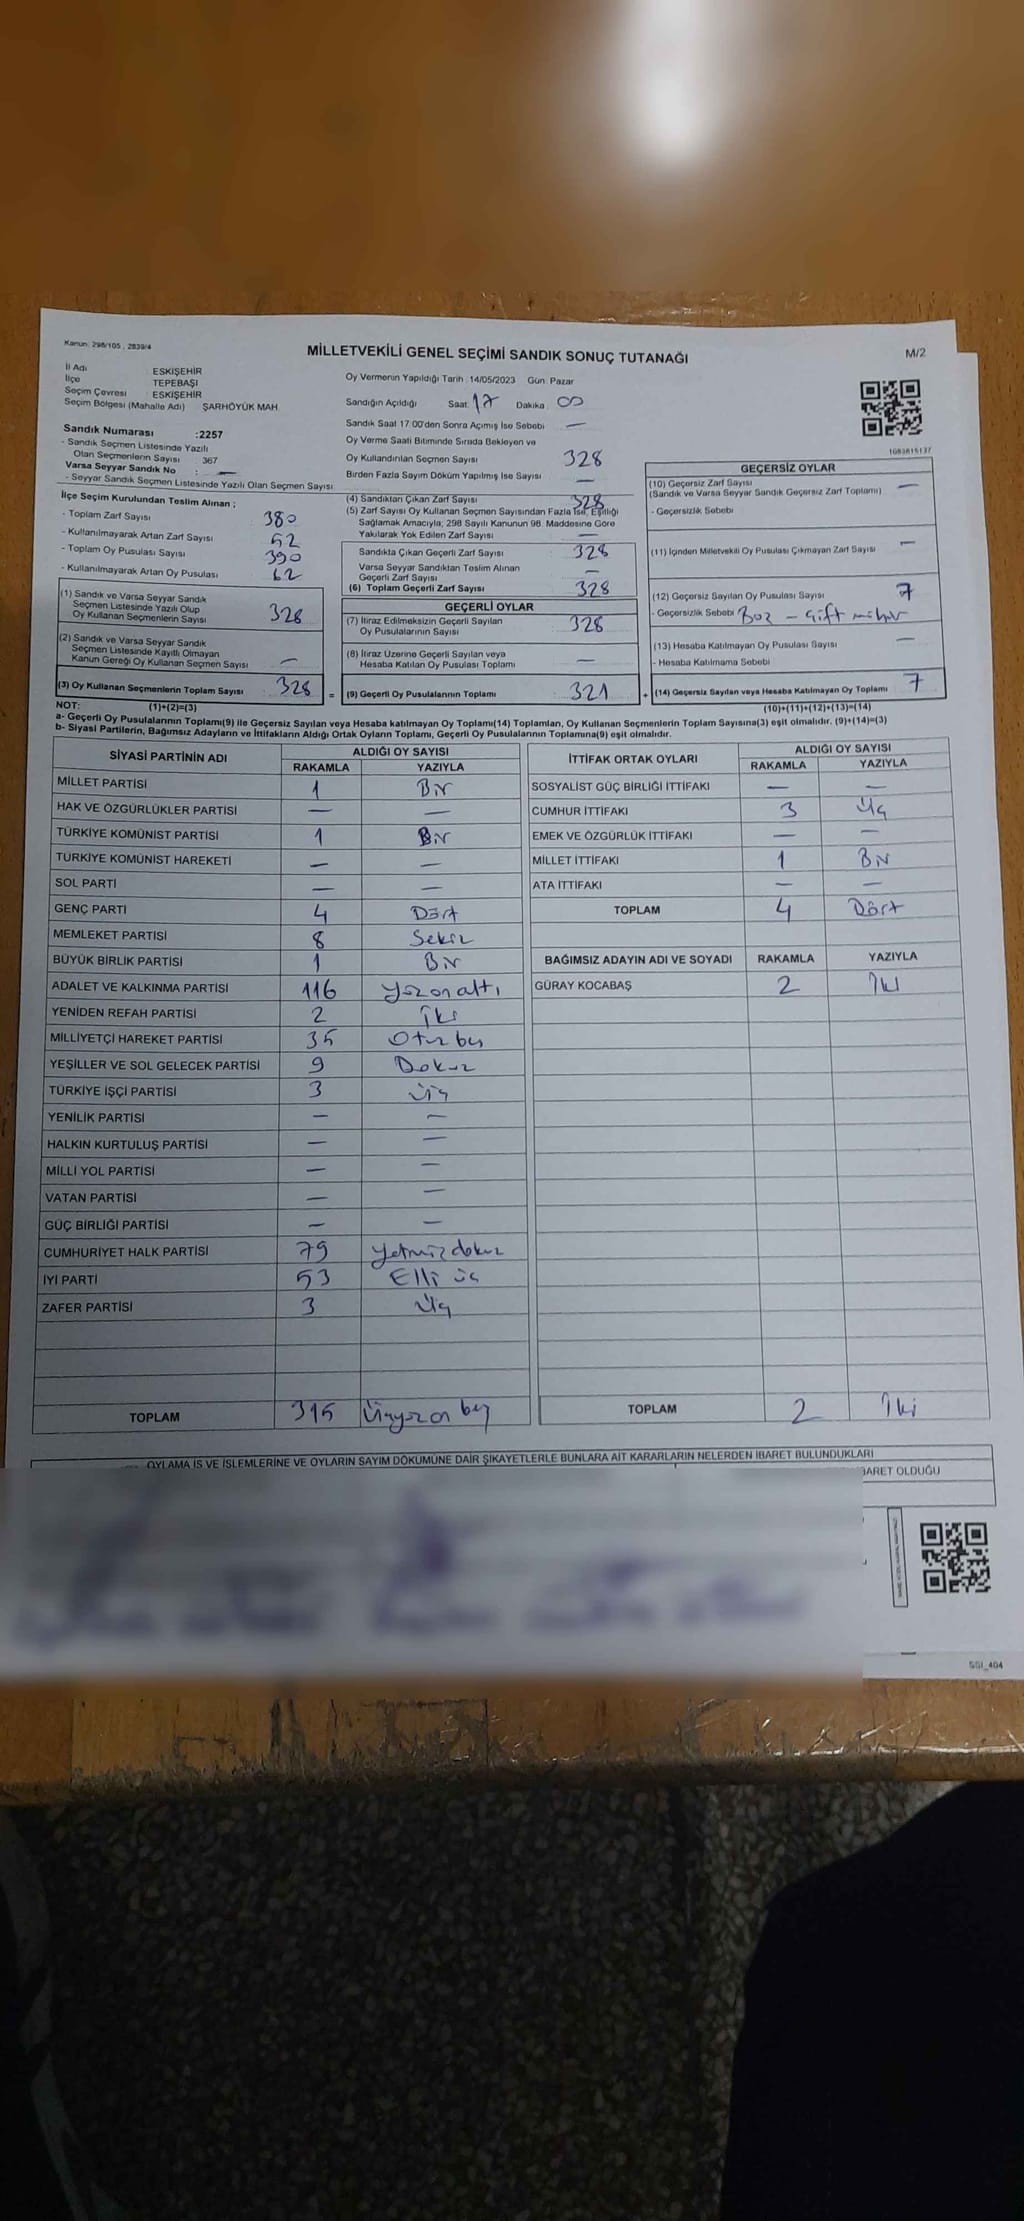 Kanun: 298/105 , 2839/4
MİLLETVEKİLİ GENEL SEÇİMİ SANDIK SONUÇ TUTANAĞI
M/2
İl Adı ESKİŞEHİR
İlçe TEPEBAŞI
Seçim Çevresi ESKİŞEHİR
Seçim Bölgesi (Mahalle Adı) ŞARHÖYÜK MAH
Sandık Numarası :2257
- Sandık Seçmen Listesinde Yazılı
Olan Seçmenlerin Sayısı 367
Varsa Seyyar Sandık No : —
- Seyyar Sandık Seçmen Listesinde Yazılı Olan Seçmen Sayısı
İlçe Seçim Kurulundan Teslim Alınan ;
- Toplam Zarf Sayısı 380
- Kullanılmayarak Artan Zarf Sayısı 52
- Toplam Oy Pusulası Sayısı 390
- Kullanılmayarak Artan Oy Pusulası 62
(1) Sandık ve Varsa Seyyar Sandık
Seçmen Listesinde Yazılı Olup
Oy Kullanan Seçmenlerin Sayısı 328
(2) Sandık ve Varsa Seyyar Sandık
Seçmen Listesinde Kayıtlı Olmayan
Kanun Gereği Oy Kullanan Seçmen Sayısı —
(3) Oy Kullanan Seçmenlerin Toplam Sayısı 328 =
Oy Vermenin Yapıldığı Tarih 14/05/2023 Gün: Pazar
Sandığın Açıldığı Saat: 17 Dakika 00
Sandık Saat 17:00'den Sonra Açımış İse Sebebi —
Oy Verme Saati Bitiminde Sırada Bekleyen ve
Oy Kullandırılan Seçmen Sayısı 328
Birden Fazla Sayım Döküm Yapılmış İse Sayısı —
(4) Sandıktan Çıkan Zarf Sayısı 328
(5) Zarf Sayısı Oy Kullanan Seçmen Sayısından Fazla İse, Eşitliği
Sağlamak Amacıyla; 298 Sayılı Kanunun 98. Maddesine Göre
Yakılarak Yok Edilen Zarf Sayısı —
Sandıkta Çıkan Geçerli Zarf Sayısı 328
Varsa Seyyar Sandıktan Teslim Alınan
Geçerli Zarf Sayısı —
(6) Toplam Geçerli Zarf Sayısı 328
GEÇERLİ OYLAR
(7) İtiraz Edilmeksizin Geçerli Sayılan
Oy Pusulalarının Sayısı 328
(8) İtiraz Üzerine Geçerli Sayılan veya
Hesaba Katılan Oy Pusulası Toplamı —
(9) Geçerli Oy Pusulalarının Toplamı 321 +
1083815137
GEÇERSİZ OYLAR
(10) Geçersiz Zarf Sayısı —
(Sandık ve Varsa Seyyar Sandık Geçersiz Zarf Toplamı)
- Geçersizlik Sebebi
(11) İçinden Milletvekili Oy Pusulası Çıkmayan Zarf Sayısı —
(12) Geçersiz Sayılan Oy Pusulası Sayısı 7
- Geçersizlik Sebebi Boz – Çift mühür
(13) Hesaba Katılmayan Oy Pusulası Sayısı —
- Hesaba Katılmama Sebebi
(14) Geçersiz Sayılan veya Hesaba Katılmayan Oy Toplamı 7
NOT: (1)+(2)=(3) (10)+(11)+(12)+(13)=(14)
a- Geçerli Oy Pusulalarının Toplamı(9) ile Geçersiz Sayılan veya Hesaba katılmayan Oy Toplamı(14) Toplamları, Oy Kullanan Seçmenlerin Toplam Sayısına(3) eşit olmalıdır. (9)+(14)=(3)
b- Siyasi Partilerin, Bağımsız Adayların ve İttifakların Aldığı Ortak Oyların Toplamı, Geçerli Oy Pusulalarının Toplamına(9) eşit olmalıdır.
SİYASİ PARTİNİN ADI ALDIĞI OY SAYISI
RAKAMLA YAZIYLA
MİLLET PARTİSİ 1 Bir
HAK VE ÖZGÜRLÜKLER PARTİSİ — —
TÜRKİYE KOMÜNİST PARTİSİ 1 Bir
TÜRKİYE KOMÜNİST HAREKETİ — —
SOL PARTİ — —
GENÇ PARTİ 4 Dört
MEMLEKET PARTİSİ 8 Sekiz
BÜYÜK BİRLİK PARTİSİ 1 Bir
ADALET VE KALKINMA PARTİSİ 116 Yüzonaltı
YENİDEN REFAH PARTİSİ 2 İki
MİLLİYETÇİ HAREKET PARTİSİ 35 Otuzbeş
YEŞİLLER VE SOL GELECEK PARTİSİ 9 Dokuz
TÜRKİYE İŞÇİ PARTİSİ 3 Üç
YENİLİK PARTİSİ — —
HALKIN KURTULUŞ PARTİSİ — —
MİLLİ YOL PARTİSİ — —
VATAN PARTİSİ — —
GÜÇ BİRLİĞİ PARTİSİ — —
CUMHURİYET HALK PARTİSİ 79 Yetmişdokuz
İYİ PARTİ 53 Elli üç
ZAFER PARTİSİ 3 Üç
TOPLAM 315 Üçyüzon beş
İTTİFAK ORTAK OYLARI ALDIĞI OY SAYISI
RAKAMLA YAZIYLA
SOSYALİST GÜÇ BİRLİĞİ İTTİFAKI — —
CUMHUR İTTİFAKI 3 Üç
EMEK VE ÖZGÜRLÜK İTTİFAKI — —
MİLLET İTTİFAKI 1 Bir
ATA İTTİFAKI — —
TOPLAM 4 Dört
BAĞIMSIZ ADAYIN ADI VE SOYADI RAKAMLA YAZIYLA
GÜRAY KOCABAŞ 2 İki
TOPLAM 2 İki
OYLAMA İŞ VE İŞLEMLERİNE VE OYLARIN SAYIM DÖKÜMÜNE DAİR ŞİKAYETLERLE BUNLARA AİT KARARLARIN NELERDEN İBARET BULUNDUKLARI
BARET OLDUĞU
SSI_404